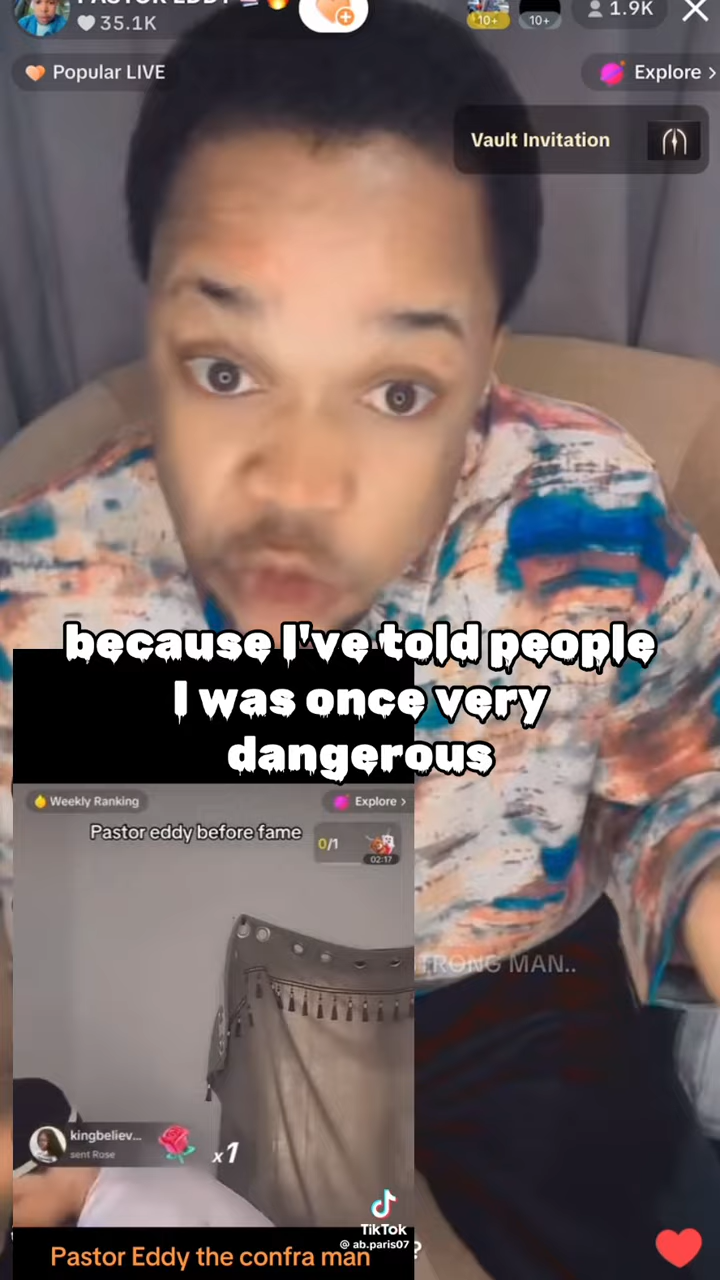 PASTOR EDDY
35.1K
10+
10+
1.9K
Popular LIVE
Explore >
Vault Invitation
because I've told people
I was once very
dangerous
Weekly Ranking
Explore >
Pastor eddy before fame
0/1
02:17
TRONG MAN..
kingbeliev...
sent Rose
x1
TikTok
@ ab.paris07
?
Pastor Eddy the confra man